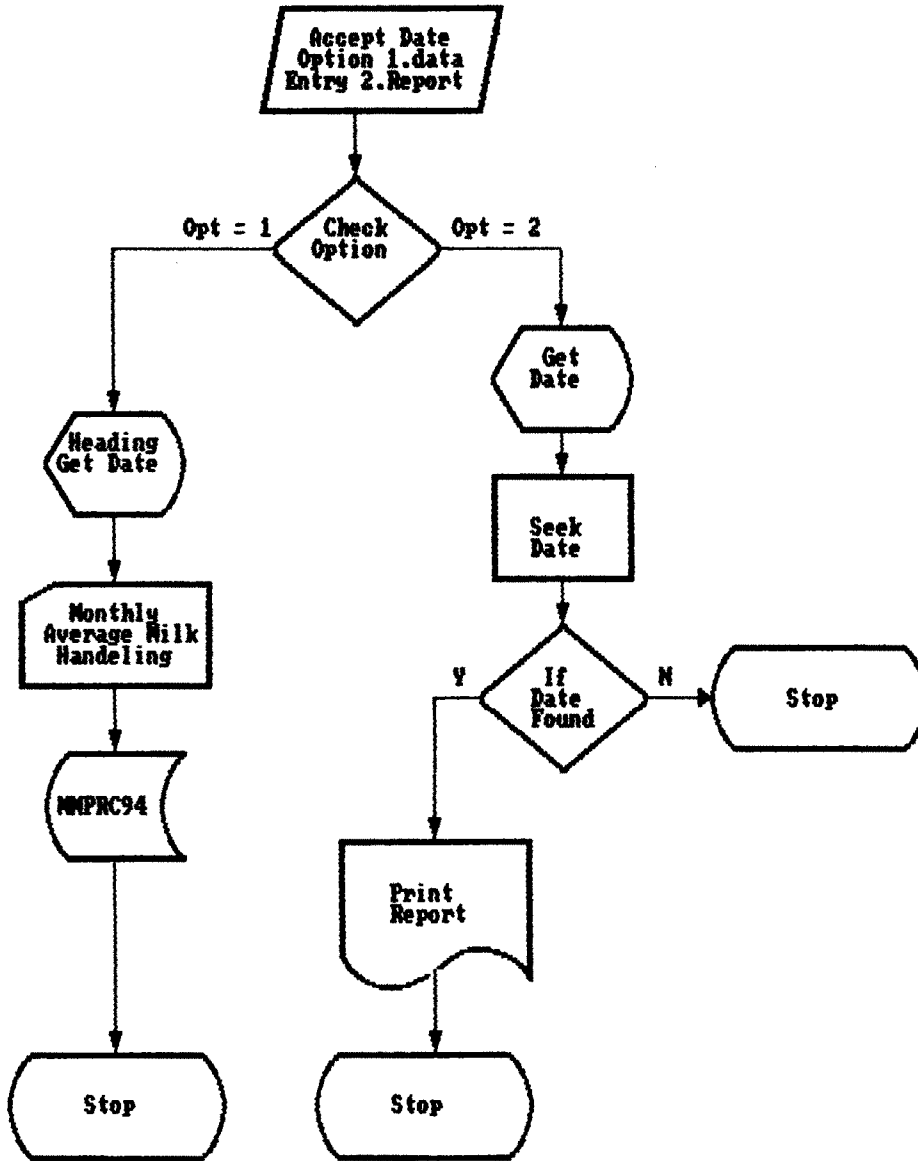 Accept Date
Option 1.data
Entry 2.Report
Opt = 1
Check
Option
Opt = 2
Get
Date
Heading
Get Date
Seek
Date
Monthly
Average Milk
Handeling
Y
If
Date
Found
N
Stop
MMPRC94
Print
Report
Stop
Stop